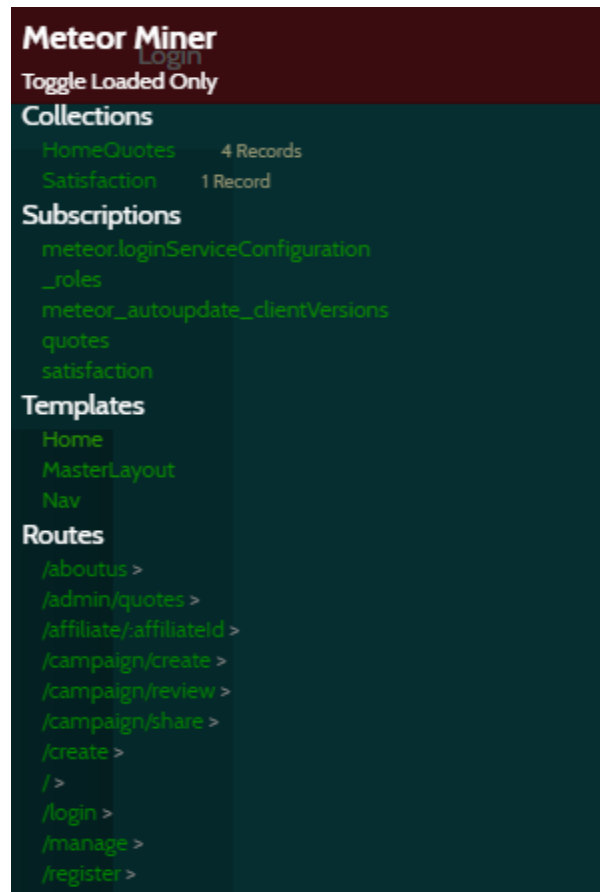 Meteor Miner
Login
Toggle Loaded Only
Collections
HomeQuotes 4 Records
Satisfaction 1 Record
Subscriptions
meteor.loginServiceConfiguration
_roles
meteor_autoupdate_clientVersions
quotes
satisfaction
Templates
Home
MasterLayout
Nav
Routes
/aboutus >
/admin/quotes >
/affiliate/:affiliateId >
/campaign/create >
/campaign/review >
/campaign/share >
/create >
/ >
/login >
/manage >
/register >